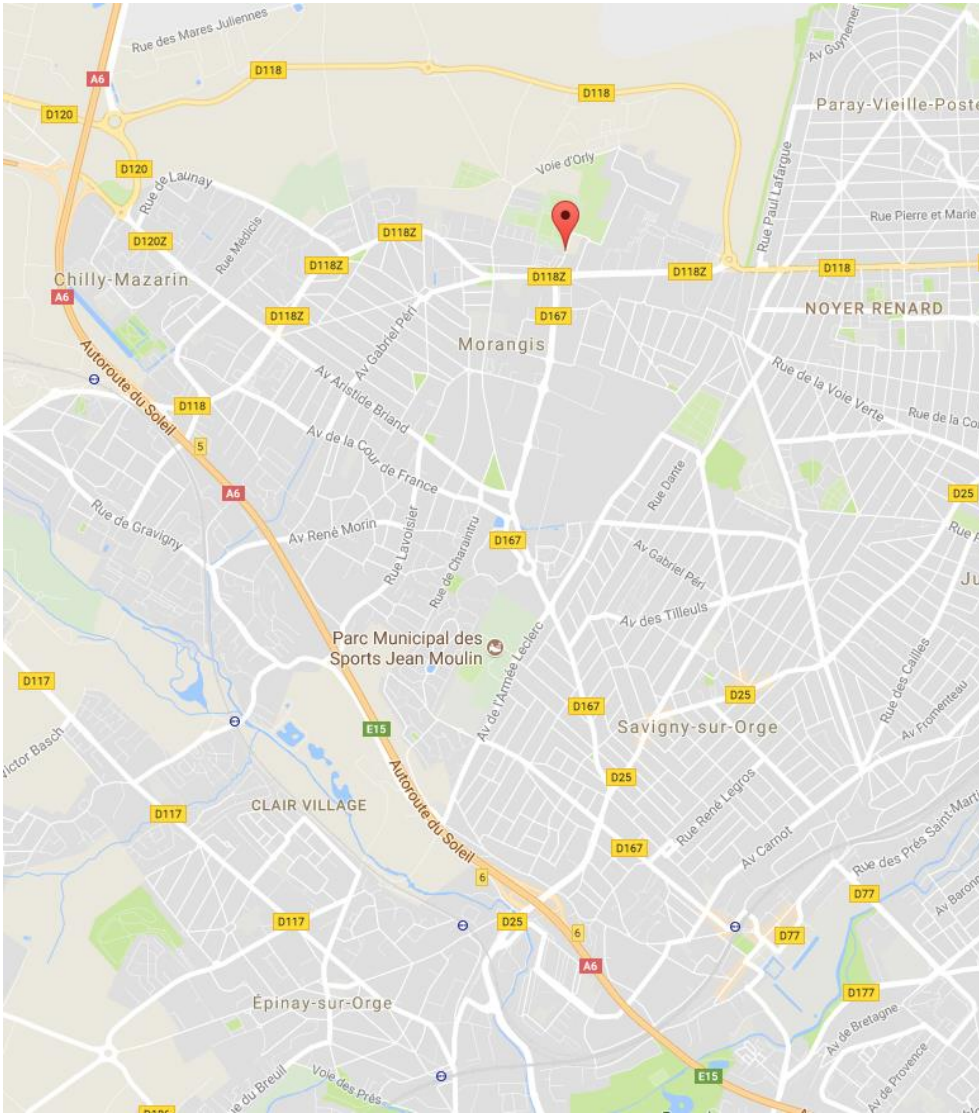 Rue des Mares Juliennes
Av Guynemer
A6
D118
D118
D120
Paray-Vieille-Poste
Voie d'Orly
D120
Rue de Launay
Rue Paul Lafargue
Rue Pierre et Marie
D120Z
D118Z
Rue Médicis
D118Z
D118Z
D118Z
D118
Chilly-Mazarin
A6
NOYER RENARD
D118Z
D167
Av Gabriel Péri
Morangis
Autoroute du Soleil
Av Aristide Briand
Rue de la Voie Verte
D118
Rue de la Co
5
Av de la Cour de France
A6
Rue Dante
D25
Rue de Gravigny
Av René Morin
Rue Lavoisier
Rue de Charaintru
D167
Av Gabriel Péri
Ju
Av des Tilleuls
Parc Municipal des
Sports Jean Moulin
Av de l'Armée Leclerc
Rue des Cailles
D117
D25
D167
Savigny-sur-Orge
Av Fromenteau
E15
Victor Basch
Autoroute du Soleil
D25
CLAIR VILLAGE
D117
Rue René Legros
D167
Av Carnot
Rue des Prés Saint-Marti
6
D77
Av Baronn
D117
D25
6
D77
A6
D177
Épinay-sur-Orge
Av de Bretagne
Av de Provence
E15
e du Breuil
Voie des Prés